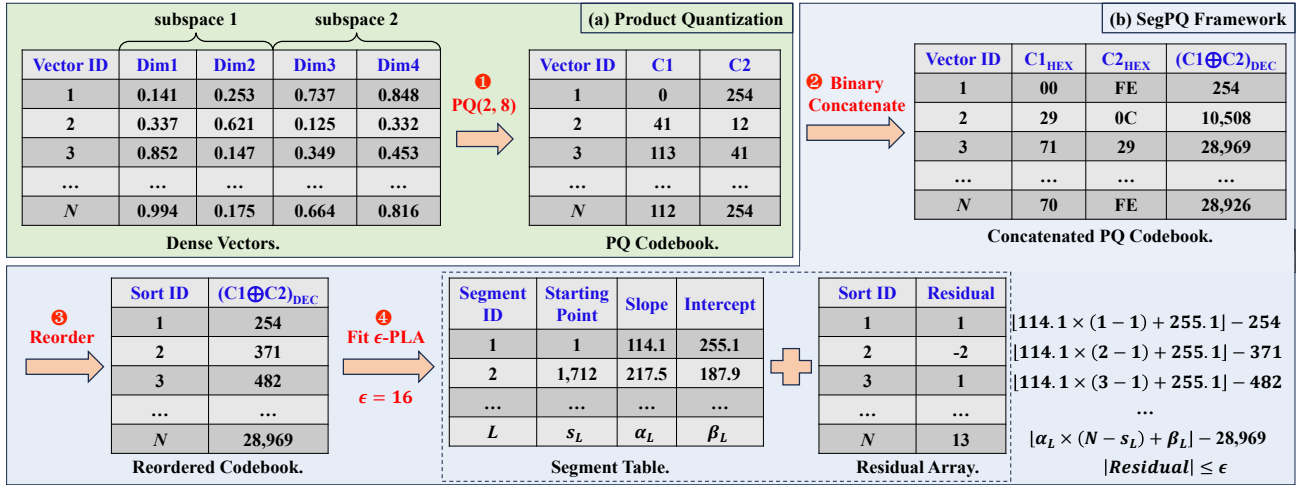 subspace 1 subspace 2 (a) Product Quantization
Vector ID Dim1 Dim2 Dim3 Dim4
1 0.141 0.253 0.737 0.848
2 0.337 0.621 0.125 0.332
3 0.852 0.147 0.349 0.453
... ... ... ... ...
N 0.994 0.175 0.664 0.816
Dense Vectors.
❶
PQ(2, 8)
Vector ID C1 C2
1 0 254
2 41 12
3 113 41
... ... ...
N 112 254
PQ Codebook.
(b) SegPQ Framework
❷ Binary
Concatenate
Vector ID C1HEX C2HEX (C1⊕C2)DEC
1 00 FE 254
2 29 0C 10,508
3 71 29 28,969
... ... ... ...
N 70 FE 28,926
Concatenated PQ Codebook.
❸
Reorder
Sort ID (C1⊕C2)DEC
1 254
2 371
3 482
... ...
N 28,969
Reordered Codebook.
❹
Fit ϵ-PLA
ϵ = 16
Segment ID Starting Point Slope Intercept
1 1 114.1 255.1
2 1,712 217.5 187.9
... ... ... ...
L s_L α_L β_L
Segment Table.
Sort ID Residual
1 1
2 -2
3 1
... ...
N 13
Residual Array.
⌊114.1 × (1 − 1) + 255.1⌋ − 254
⌊114.1 × (2 − 1) + 255.1⌋ − 371
⌊114.1 × (3 − 1) + 255.1⌋ − 482
...
⌊α_L × (N − s_L) + β_L⌋ − 28,969
|Residual| ≤ ϵ